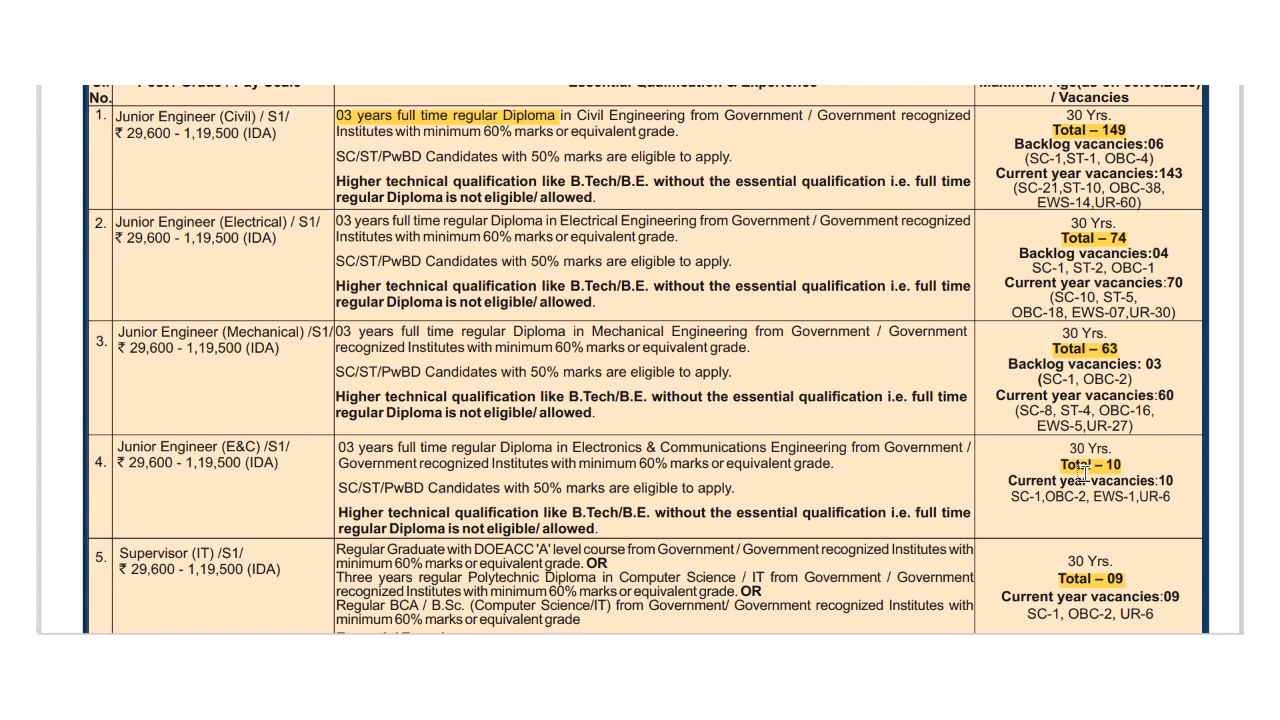 No.
/ Vacancies
1.
Junior Engineer (Civil) / S1/
₹ 29,600 - 1,19,500 (IDA)
03 years full time regular Diploma in Civil Engineering from Government / Government recognized
Institutes with minimum 60% marks or equivalent grade.
SC/ST/PwBD Candidates with 50% marks are eligible to apply.
Higher technical qualification like B.Tech/B.E. without the essential qualification i.e. full time
regular Diploma is not eligible/ allowed.
30 Yrs.
Total – 149
Backlog vacancies:06
(SC-1,ST-1, OBC-4)
Current year vacancies:143
(SC-21,ST-10, OBC-38,
EWS-14,UR-60)
2.
Junior Engineer (Electrical) / S1/
₹ 29,600 - 1,19,500 (IDA)
03 years full time regular Diploma in Electrical Engineering from Government / Government recognized
Institutes with minimum 60% marks or equivalent grade.
SC/ST/PwBD Candidates with 50% marks are eligible to apply.
Higher technical qualification like B.Tech/B.E. without the essential qualification i.e. full time
regular Diploma is not eligible/ allowed.
30 Yrs.
Total – 74
Backlog vacancies:04
SC-1, ST-2, OBC-1
Current year vacancies:70
(SC-10, ST-5,
OBC-18, EWS-07,UR-30)
3.
Junior Engineer (Mechanical) /S1/
₹ 29,600 - 1,19,500 (IDA)
03 years full time regular Diploma in Mechanical Engineering from Government / Government
recognized Institutes with minimum 60% marks or equivalent grade.
SC/ST/PwBD Candidates with 50% marks are eligible to apply.
Higher technical qualification like B.Tech/B.E. without the essential qualification i.e. full time
regular Diploma is not eligible/ allowed.
30 Yrs.
Total – 63
Backlog vacancies: 03
(SC-1, OBC-2)
Current year vacancies:60
(SC-8, ST-4, OBC-16,
EWS-5,UR-27)
4.
Junior Engineer (E&C) /S1/
₹ 29,600 - 1,19,500 (IDA)
03 years full time regular Diploma in Electronics & Communications Engineering from Government /
Government recognized Institutes with minimum 60% marks or equivalent grade.
SC/ST/PwBD Candidates with 50% marks are eligible to apply.
Higher technical qualification like B.Tech/B.E. without the essential qualification i.e. full time
regular Diploma is not eligible/ allowed.
30 Yrs.
Total – 10
Current year vacancies:10
SC-1,OBC-2, EWS-1,UR-6
5.
Supervisor (IT) /S1/
₹ 29,600 - 1,19,500 (IDA)
Regular Graduate with DOEACC 'A' level course from Government / Government recognized Institutes with
minimum 60% marks or equivalent grade. OR
Three years regular Polytechnic Diploma in Computer Science / IT from Government / Government
recognized Institutes with minimum 60% marks or equivalent grade. OR
Regular BCA / B.Sc. (Computer Science/IT) from Government/ Government recognized Institutes with
minimum 60% marks or equivalent grade
30 Yrs.
Total – 09
Current year vacancies:09
SC-1, OBC-2, UR-6